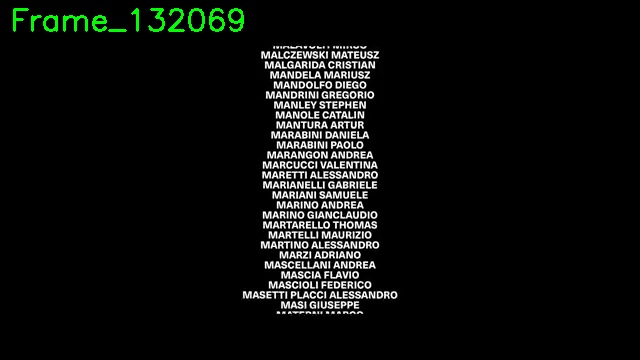 Frame_132069
MALCZEWSKI MATEUSZ
MALGARIDA CRISTIAN
MANDELA MARIUSZ
MANDOLFO DIEGO
MANDRINI GREGORIO
MANLEY STEPHEN
MANOLE CATALIN
MANTURA ARTUR
MARABINI DANIELA
MARABINI PAOLO
MARANGON ANDREA
MARCUCCI VALENTINA
MARETTI ALESSANDRO
MARIANELLI GABRIELE
MARIANI SAMUELE
MARINO ANDREA
MARINO GIANCLAUDIO
MARTARELLO THOMAS
MARTELLI MAURIZIO
MARTINO ALESSANDRO
MARZI ADRIANO
MASCELLANI ANDREA
MASCIA FLAVIO
MASCIOLI FEDERICO
MASETTI PLACCI ALESSANDRO
MASI GIUSEPPE